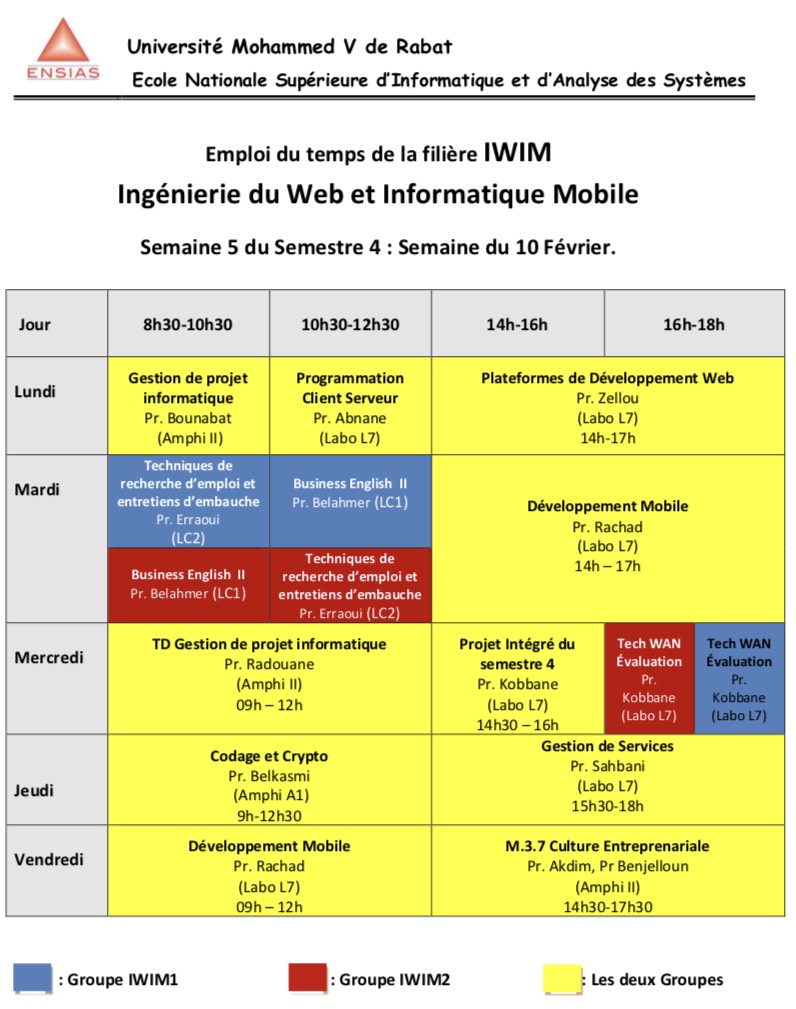 ENSIAS
Université Mohammed V de Rabat
Ecole Nationale Supérieure d’Informatique et d’Analyse des Systèmes
Emploi du temps de la filière IWIM
Ingénierie du Web et Informatique Mobile
Semaine 5 du Semestre 4 : Semaine du 10 Février.
Jour
8h30-10h30
10h30-12h30
14h-16h
16h-18h
Lundi
Gestion de projet
informatique
Pr. Bounabat
(Amphi II)
Programmation
Client Serveur
Pr. Abnane
(Labo L7)
Plateformes de Développement Web
Pr. Zellou
(Labo L7)
14h-17h
Mardi
Techniques de
recherche d’emploi et
entretiens d’embauche
Pr. Erraoui
(LC2)
Business English II
Pr. Belahmer (LC1)
Business English II
Pr. Belahmer (LC1)
Techniques de
recherche d’emploi et
entretiens d’embauche
Pr. Erraoui (LC2)
Développement Mobile
Pr. Rachad
(Labo L7)
14h – 17h
Mercredi
TD Gestion de projet informatique
Pr. Radouane
(Amphi II)
09h – 12h
Projet Intégré du
semestre 4
Pr. Kobbane
(Labo L7)
14h30 – 16h
Tech WAN
Évaluation
Pr.
Kobbane
(Labo L7)
Tech WAN
Évaluation
Pr.
Kobbane
(Labo L7)
Jeudi
Codage et Crypto
Pr. Belkasmi
(Amphi A1)
9h-12h30
Gestion de Services
Pr. Sahbani
(Labo L7)
15h30-18h
Vendredi
Développement Mobile
Pr. Rachad
(Labo L7)
09h – 12h
M.3.7 Culture Entreprenariale
Pr. Akdim, Pr Benjelloun
(Amphi II)
14h30-17h30
: Groupe IWIM1
: Groupe IWIM2
: Les deux Groupes